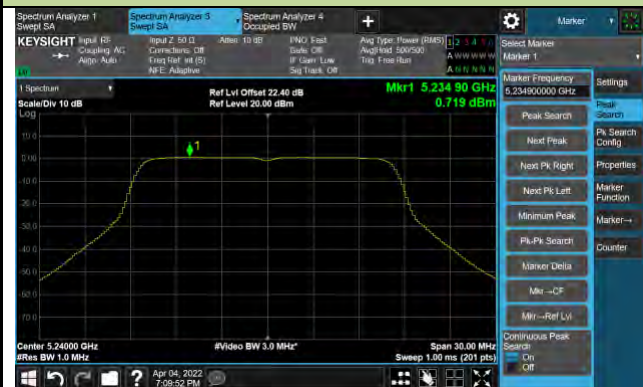 Spectrum Analyzer 1
Swept SA
Spectrum Analyzer 3
Swept SA
Spectrum Analyzer 4
Occupied BW
+
Marker
KEYSIGHT
Input: RF
Coupling: AC
Align: Auto
Input Z: 50 Ω
Corrections: Off
Freq Ref: Int (S)
NFE: Adaptive
Atten: 10 dB
PNO: Fast
Gate: Off
IF Gain: Low
Sig Track: Off
Avg Type: Power (RMS)
Avg|Hold: 500/500
Trig: Free Run
1 2 3 4 5 6
A W W W W W
A N N N N N
Select Marker
Marker 1
1 Spectrum
Scale/Div 10 dB
Log
Ref Lvl Offset 22.40 dB
Ref Level 20.00 dBm
Mkr1 5.234 90 GHz
0.719 dBm
10.0
0.00
-10.0
-20.0
-30.0
-40.0
-50.0
-60.0
-70.0
1
Center 5.24000 GHz
#Res BW 1.0 MHz
#Video BW 3.0 MHz*
Span 30.00 MHz
Sweep 1.00 ms (201 pts)
Marker Frequency
5.234900000 GHz
Peak Search
Next Peak
Next Pk Right
Next Pk Left
Minimum Peak
Pk-Pk Search
Marker Delta
Mkr→CF
Mkr→Ref Lvl
Continuous Peak
Search
On
Off
Settings
Peak
Search
Pk Search
Config
Properties
Marker
Function
Marker→
Counter
?
Apr 04, 2022
7:09:52 PM